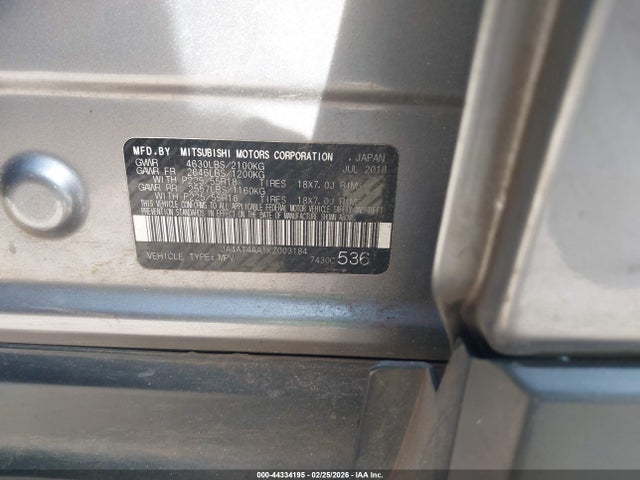 MFD.BY MITSUBISHI MOTORS CORPORATION . JAPAN
GVWR 4630LBS/2100KG JUL 2018
GAWR FR 2646LBS/1200KG
WITH P225/55R18 TIRES 18X7.0J RIMS
GAWR RR 2557LBS/1160KG
WITH P225/55R18 TIRES 18X7.0J RIMS
THIS VEHICLE CONFORMS TO ALL APPLICABLE FEDERAL MOTOR VEHICLE SAFETY AND THEFT
PREVENTION STANDARDS IN EFFECT ON THE DATE OF MANUFACTURE SHOWN ABOVE.
JA4AT4AA1KZ003184
VEHICLE TYPE: MPV 7430C 536
© 44334195 - 02/25/2026 - IAA Inc.